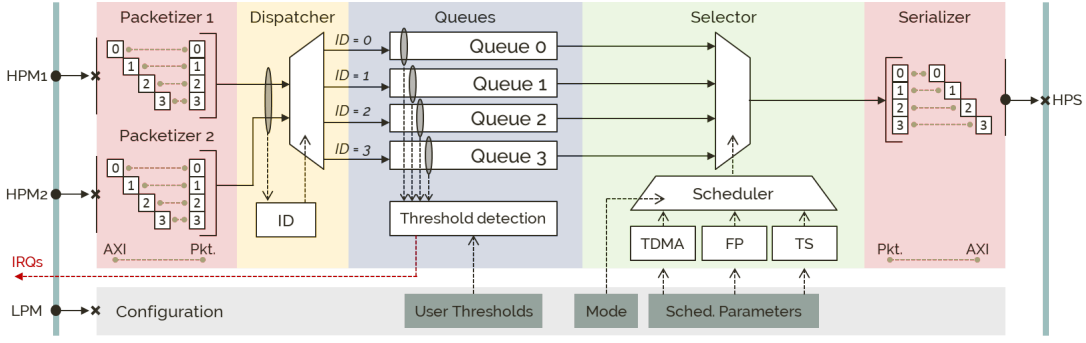 Packetizer 1
Dispatcher
Queues
Selector
Serializer
HPM1
0 0
1 1
2 2
3 3
Packetizer 2
HPM2
0 0
1 1
2 2
3 3
AXI Pkt.
ID
ID = 0
ID = 1
ID = 2
ID = 3
Queue 0
Queue 1
Queue 2
Queue 3
Threshold detection
Scheduler
TDMA FP TS
0 0
1 1
2 2
3 3
Pkt. AXI
HPS
IRQs
LPM
Configuration
User Thresholds
Mode
Sched. Parameters